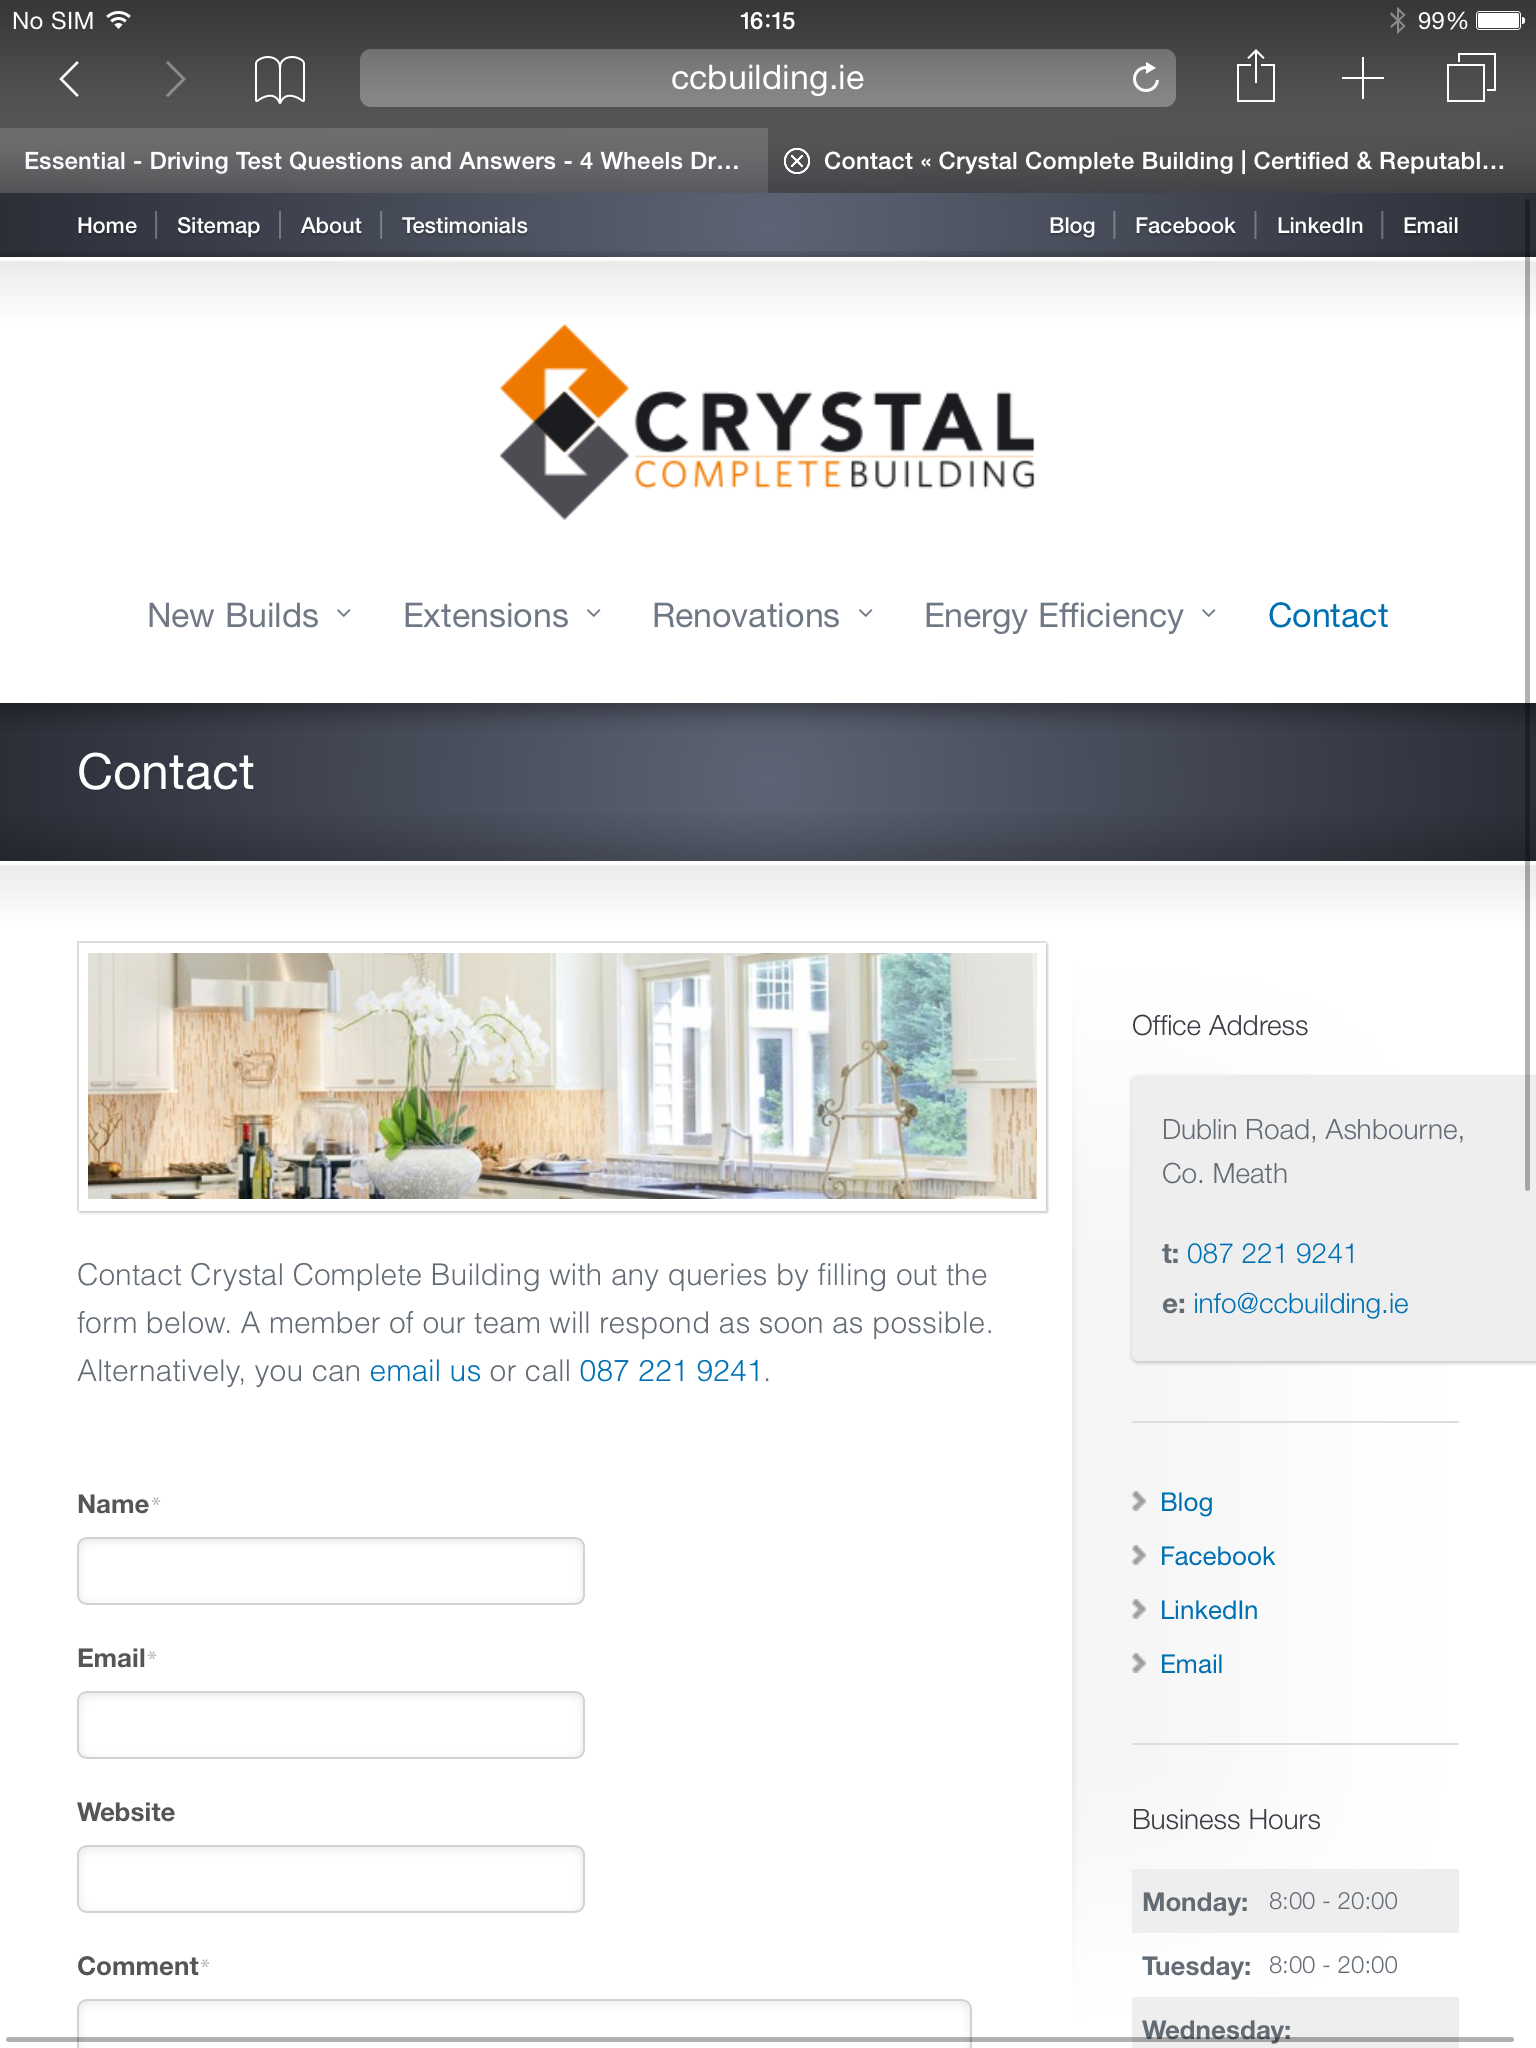 No SIM
16:15
99%
ccbuilding.ie
Essential - Driving Test Questions and Answers - 4 Wheels Dr...
Contact « Crystal Complete Building | Certified & Reputabl...
Home
Sitemap
About
Testimonials
Blog
Facebook
LinkedIn
Email
CRYSTAL
COMPLETEBUILDING
New Builds
Extensions
Renovations
Energy Efficiency
Contact
Contact
Contact Crystal Complete Building with any queries by filling out the
form below. A member of our team will respond as soon as possible.
Alternatively, you can email us or call 087 221 9241.
Name*
Email*
Website
Comment*
Office Address
Dublin Road, Ashbourne,
Co. Meath
t: 087 221 9241
e: info@ccbuilding.ie
Blog
Facebook
LinkedIn
Email
Business Hours
Monday: 8:00 - 20:00
Tuesday: 8:00 - 20:00
Wednesday: